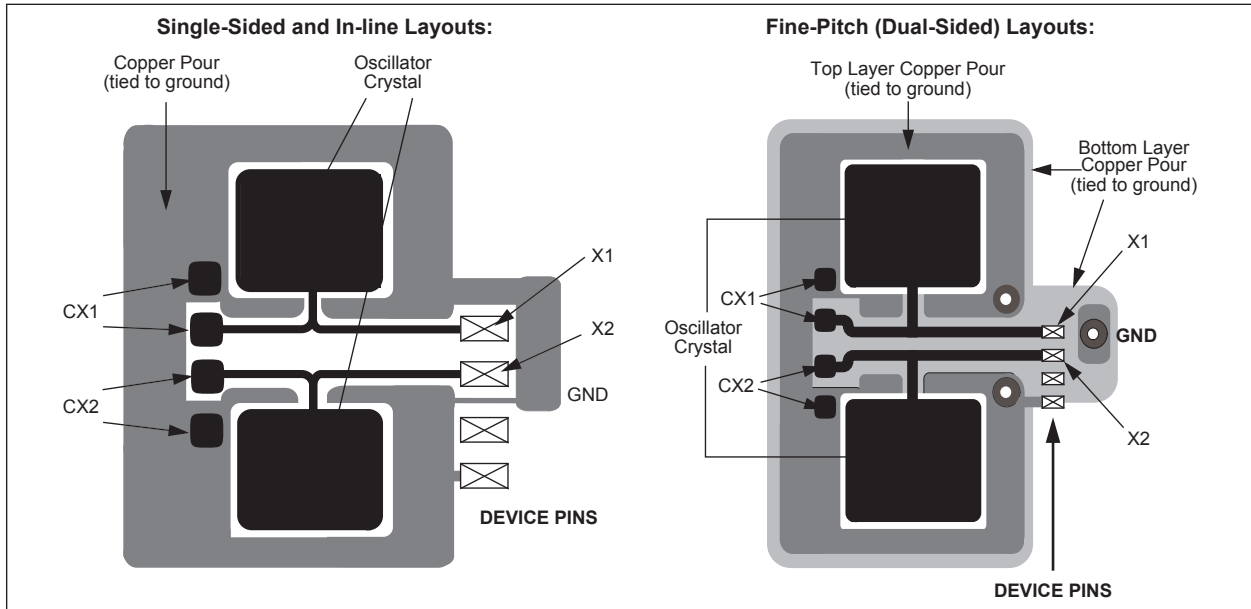 Single-Sided and In-line Layouts:
Copper Pour
(tied to ground)
Oscillator
Crystal
X1
CX1
X2
CX2
GND
DEVICE PINS
Fine-Pitch (Dual-Sided) Layouts:
Top Layer Copper Pour
(tied to ground)
Bottom Layer
Copper Pour
(tied to ground)
X1
CX1
Oscillator
Crystal
GND
CX2
X2
DEVICE PINS